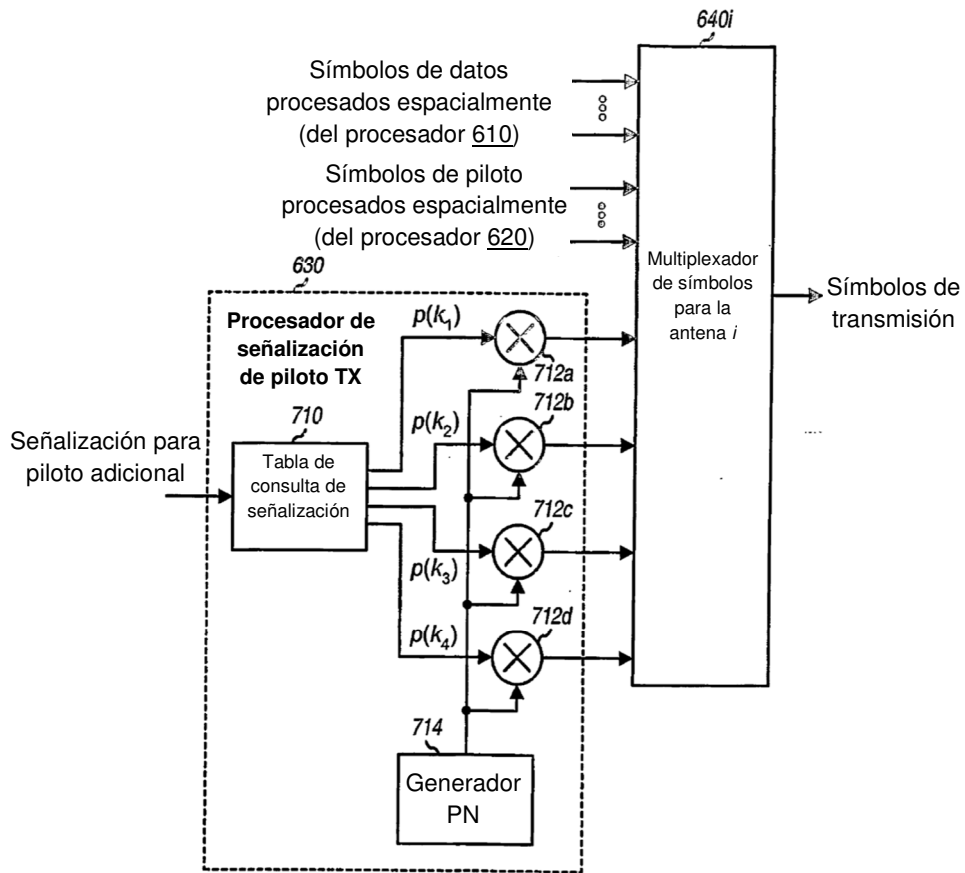 640i
Símbolos de datos
procesados espacialmente
(del procesador 610)
Símbolos de piloto
procesados espacialmente
(del procesador 620)
Multiplexador
de símbolos
para la
antena i
Símbolos de
transmisión
630
Procesador de
señalización
de piloto TX
p(k1)
712a
710
p(k2)
712b
Señalización para
piloto adicional
Tabla de
consulta de
señalización
712c
p(k3)
712d
p(k4)
714
Generador
PN